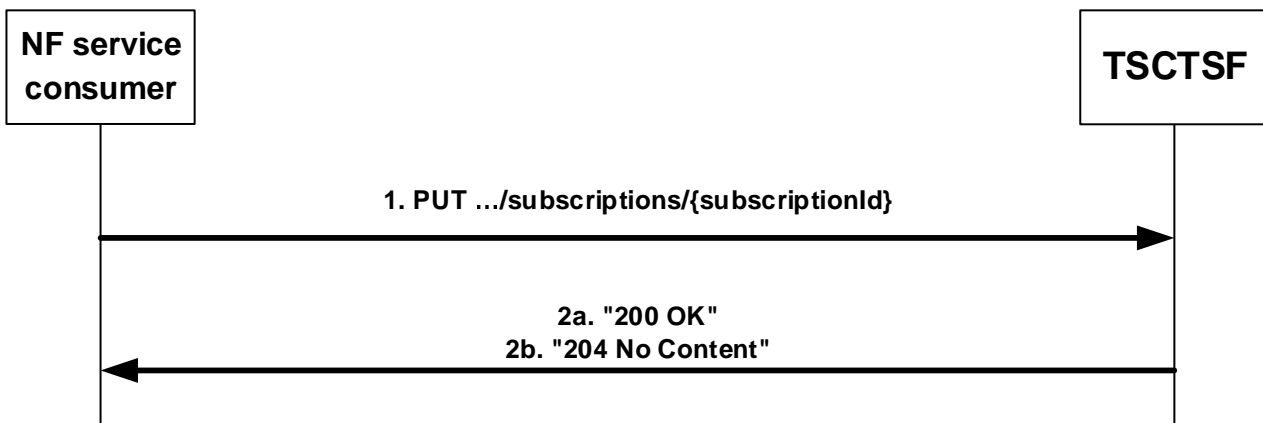 NF service
consumer
TSCTSF
1. PUT .../subscriptions/{subscriptionId}
2a. "200 OK"
2b. "204 No Content"